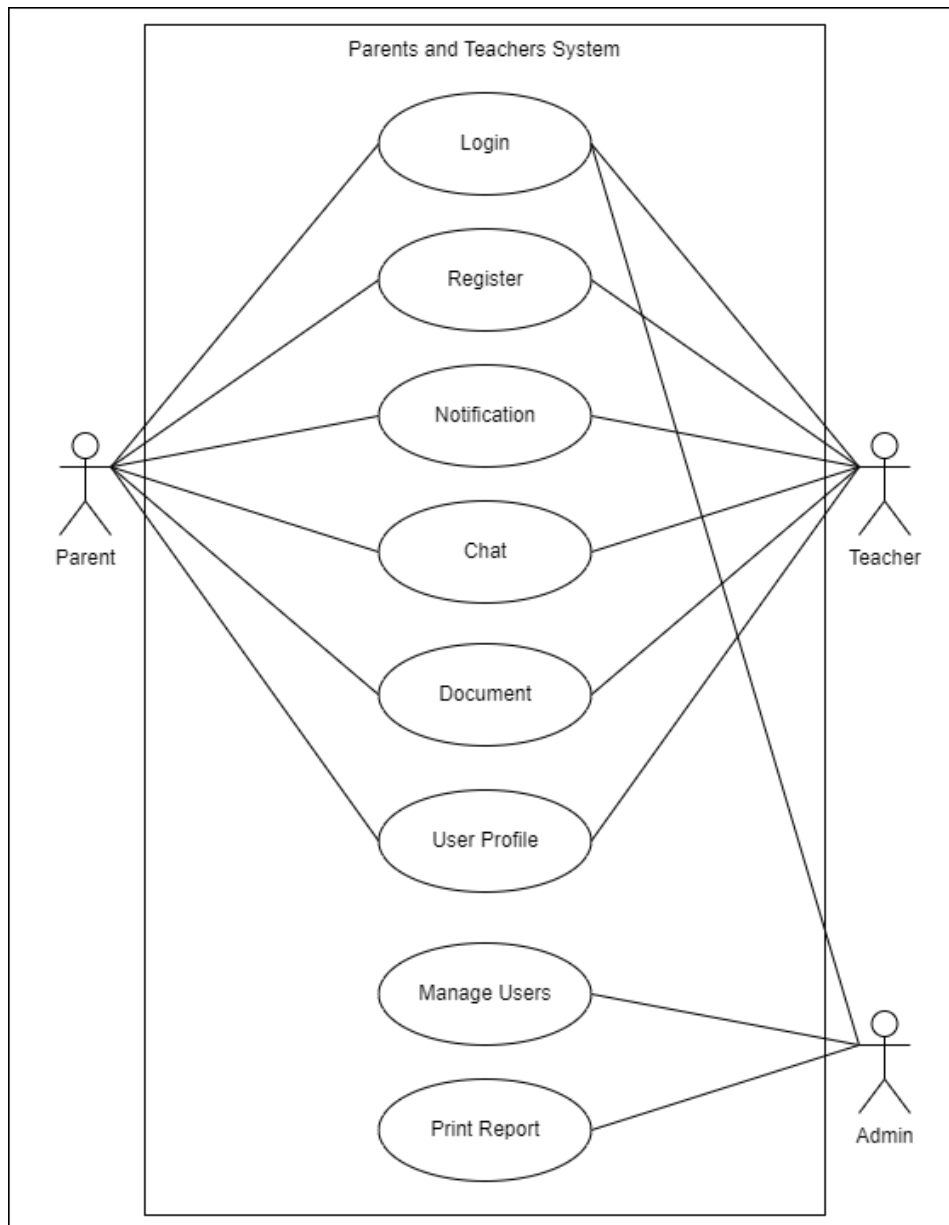 Parents and Teachers System
Login
Register
Notification
Chat
Parent
Teacher
Document
User Profile
Manage Users
Print Report
Admin